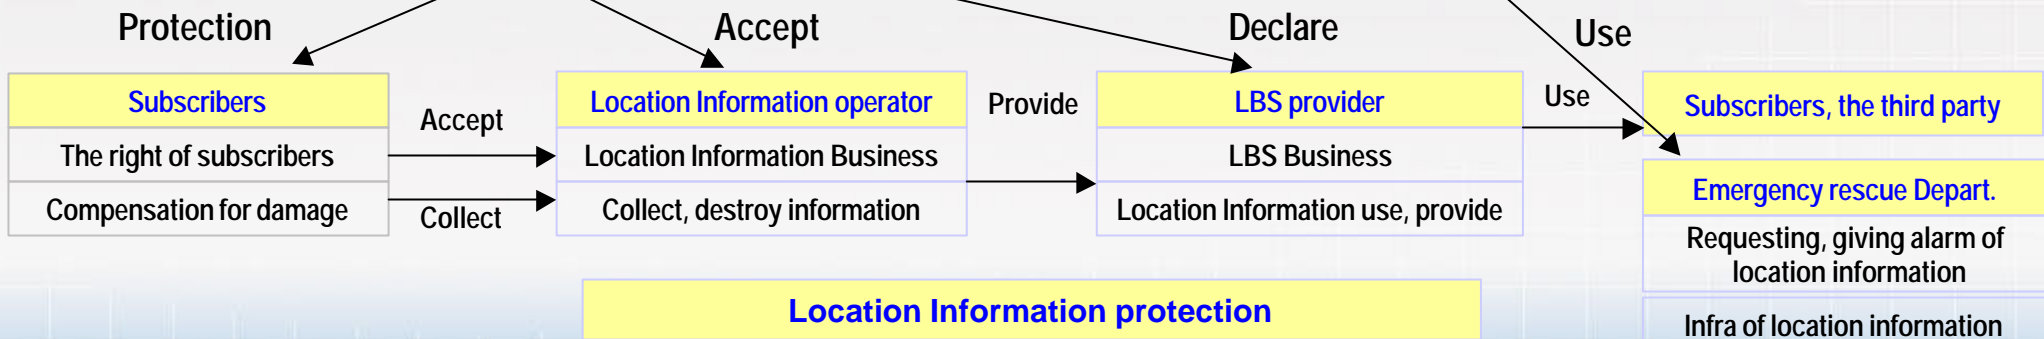 Protection
Accept
Declare
Use
Subscribers
The right of subscribers
Compensation for damage
Accept
Collect
Location Information operator
Location Information Business
Collect, destroy information
Provide
LBS provider
LBS Business
Location Information use, provide
Use
Subscribers, the third party
Emergency rescue Depart.
Requesting, giving alarm of
location information
Infra of location information
Location Information protection